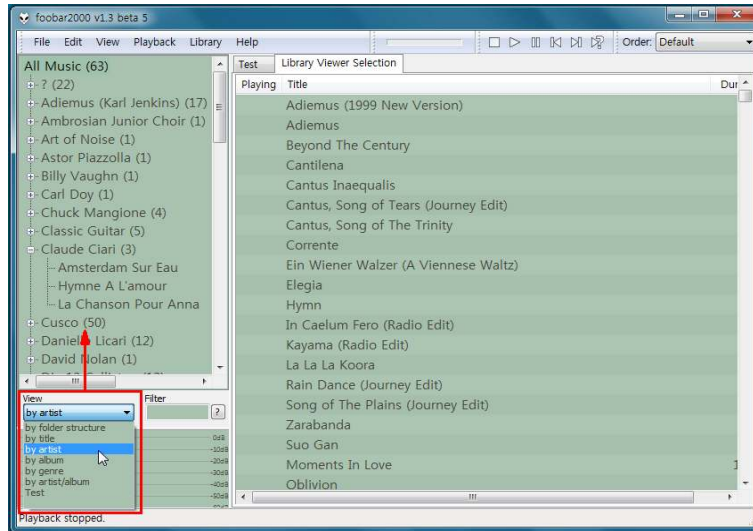 foobar2000 v1.3 beta 5
File Edit View Playback Library Help
Order: Default
All Music (63)
? (22)
Adiemus (Karl Jenkins) (17)
Ambrosian Junior Choir (1)
Art of Noise (1)
Astor Piazzolla (1)
Billy Vaughn (1)
Carl Doy (1)
Chuck Mangione (4)
Classic Guitar (5)
Claude Ciari (3)
Amsterdam Sur Eau
Hymne A L'amour
La Chanson Pour Anna
Cusco (50)
Daniela Licari (12)
David Nolan (1)
View
Filter
by artist
?
by folder structure
by title
by artist
by album
by genre
by artist/album
Test
0dB
-10dB
-20dB
-30dB
-40dB
-50dB
Test Library Viewer Selection
Playing Title Dur
Adiemus (1999 New Version)
Adiemus
Beyond The Century
Cantilena
Cantus Inaequalis
Cantus, Song of Tears (Journey Edit)
Cantus, Song of The Trinity
Corrente
Ein Wiener Walzer (A Viennese Waltz)
Elegia
Hymn
In Caelum Fero (Radio Edit)
Kayama (Radio Edit)
La La La Koora
Rain Dance (Journey Edit)
Song of The Plains (Journey Edit)
Zarabanda
Suo Gan
Moments In Love
Oblivion
Playback stopped.